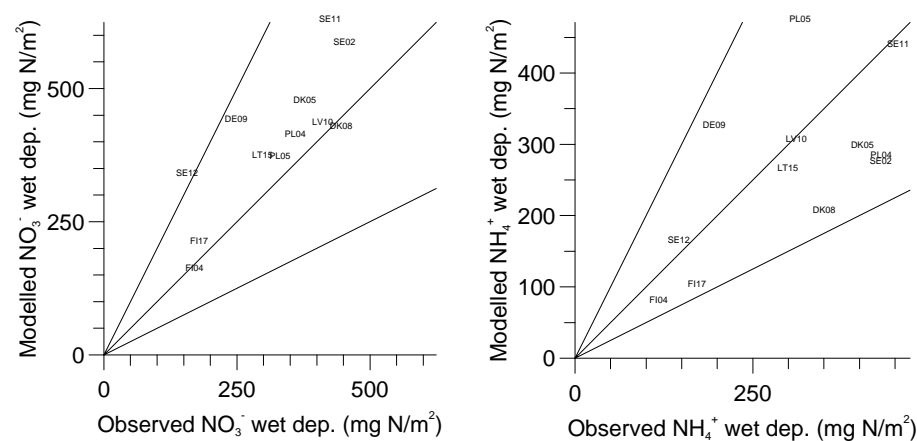 Modelled NO₃⁻ wet dep. (mg N/m²)
500
250
0
SE11
SE02
DK05
DE09
LV10
DK08
PL04
LT15
PL05
SE12
FI17
FI04
0
250
500
Observed NO₃⁻ wet dep. (mg N/m²)
Modelled NH₄⁺ wet dep. (mg N/m²)
400
300
200
100
0
PL05
SE11
DE09
LV10
DK05
PL04
SE02
LT15
DK08
SE12
FI17
FI04
0
250
Observed NH₄⁺ wet dep. (mg N/m²)